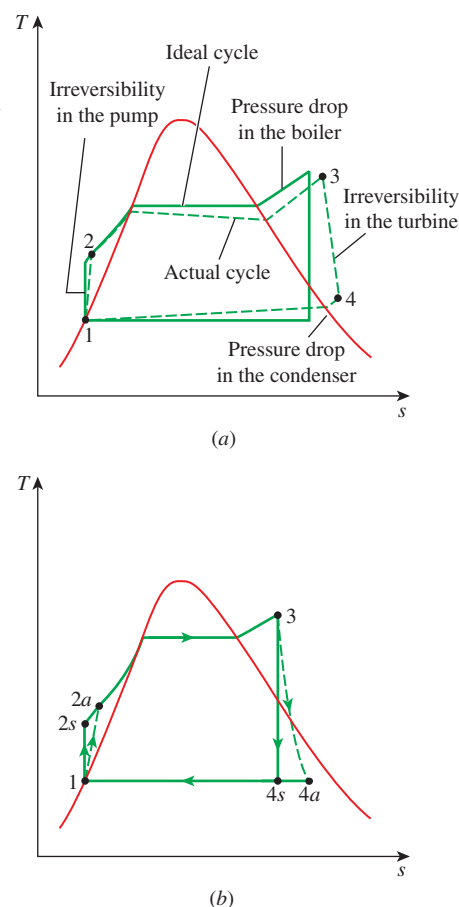 T
Ideal cycle
Irreversibility
in the pump
Pressure drop
in the boiler
3
Irreversibility
in the turbine
2
Actual cycle
4
1
Pressure drop
in the condenser
s
(a)
T
3
2a
2s
1
4s
4a
s
(b)